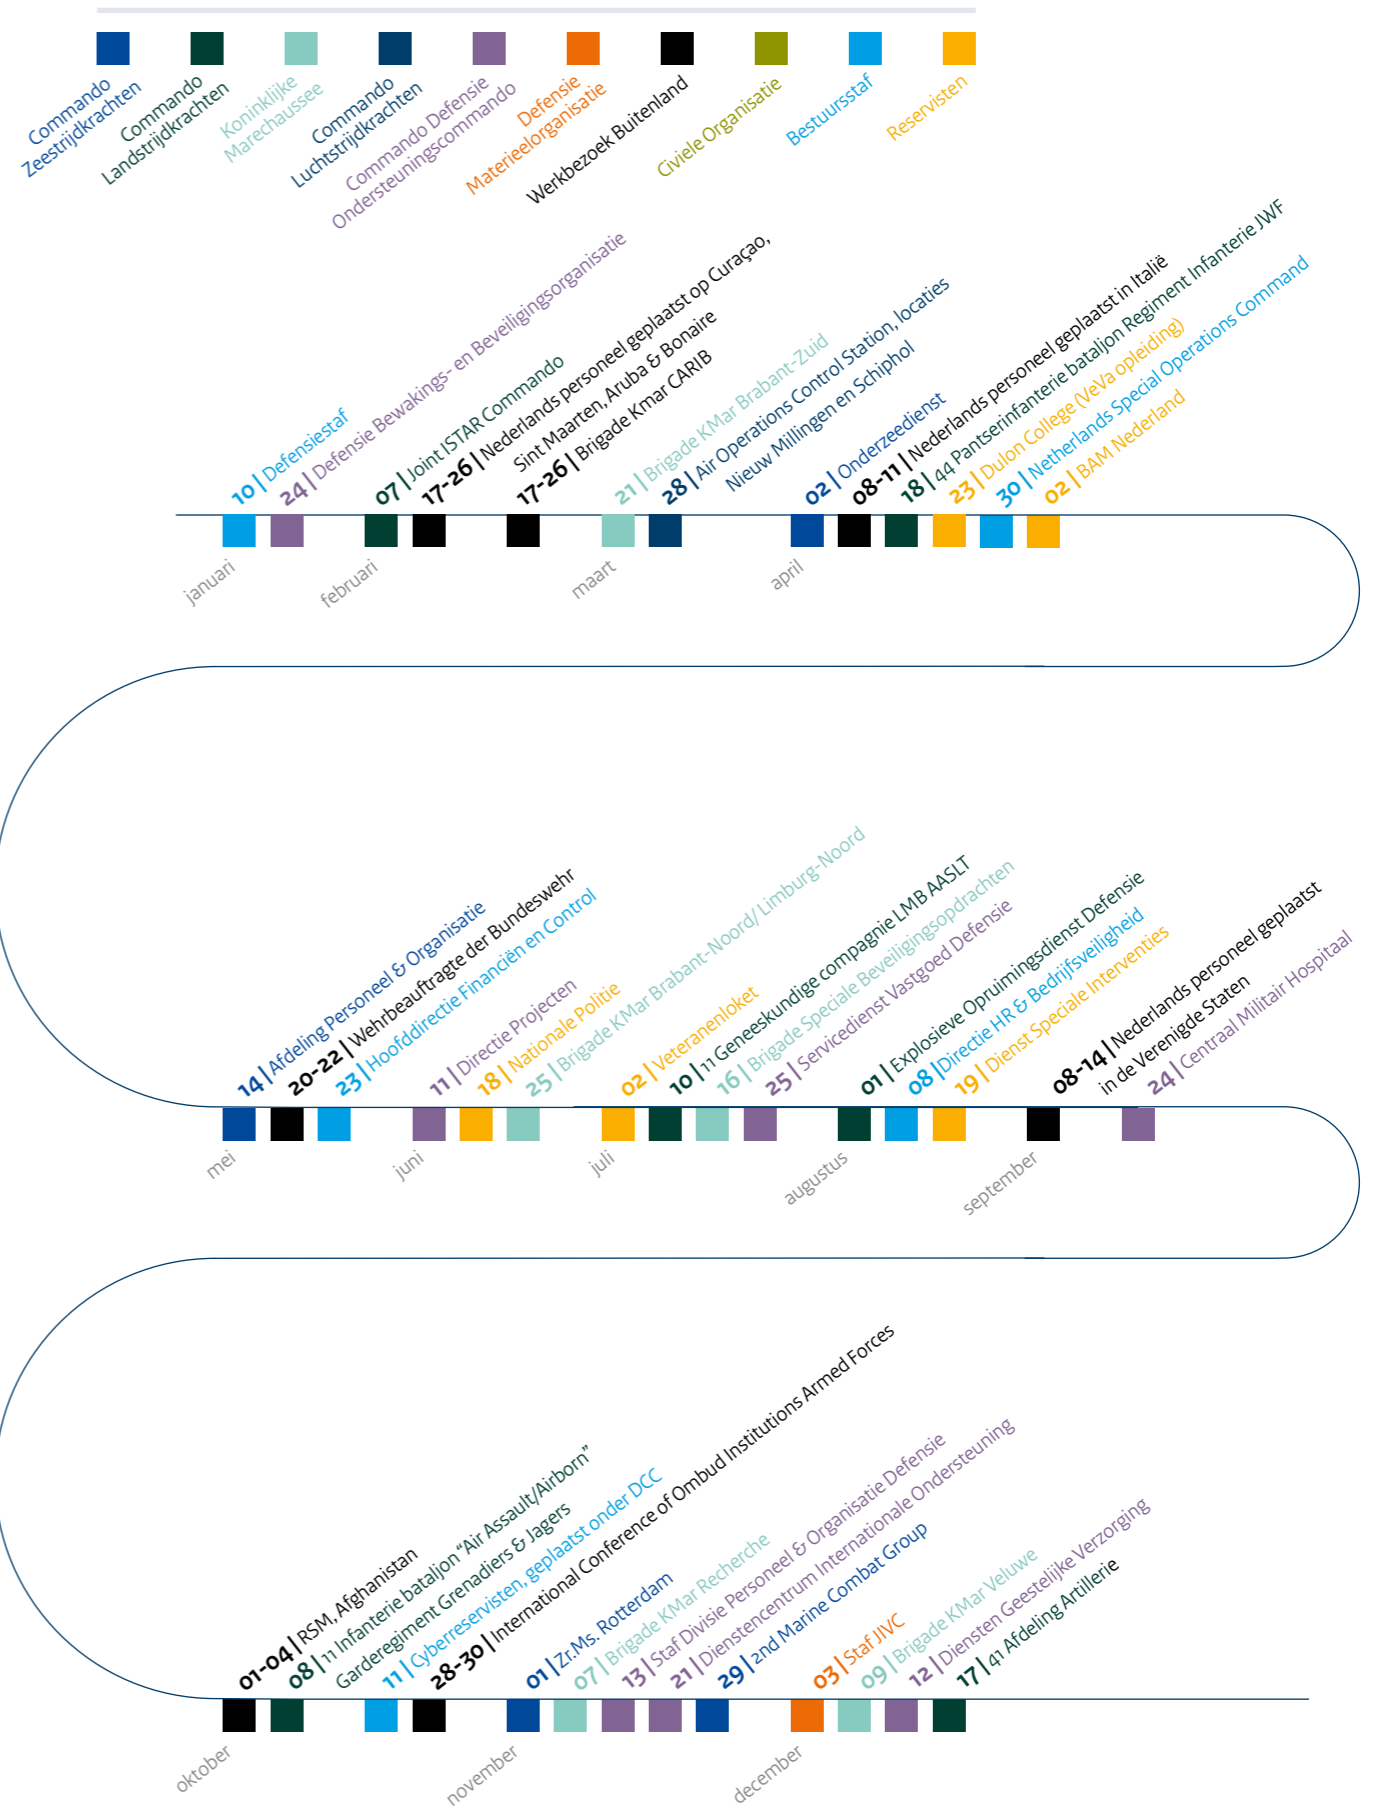 Commando
Zeestrijdkrachten
Commando
Landstrijdkrachten
Koninklijke
Marechaussee
Commando
Luchtstrijdkrachten
Commando Defensie
Ondersteuningscommando
Defensie
Materieelorganisatie
Werkbezoek Buitenland
Civiele Organisatie
Bestuursstaf
Reservisten
10 | Defensiestaf
24 | Defensie Bewakings- en Beveiligingsorganisatie
07 | Joint ISTAR Commando
17-26 | Nederlands personeel geplaatst op Curaçao,
Sint Maarten, Aruba & Bonaire
17-26 | Brigade Kmar CARIB
21 | Brigade KMar Brabant-Zuid
28 | Air Operations Control Station, locaties
Nieuw Millingen en Schiphol
02 | Onderzeedienst
08-11 | Nederlands personeel geplaatst in Italië
18 | 44 Pantserinfanterie bataljon Regiment Infanterie JWF
23 | Dulon College (VeVa opleiding)
30 | Netherlands Special Operations Command
02 | BAM Nederland
januari
februari
maart
april
14 | Afdeling Personeel & Organisatie
20-22 | Wehrbeauftragte der Bundeswehr
23 | Hoofddirectie Financiën en Control
11 | Directie Projecten
18 | Nationale Politie
25 | Brigade KMar Brabant-Noord/ Limburg-Noord
02 | Veteranenloket
10 | 11 Geneeskundige compagnie LMB AASLT
16 | Brigade Speciale Beveiligingsopdrachten
25 | Servicedienst Vastgoed Defensie
01 | Explosieve Opruimingsdienst Defensie
08 |Directie HR & Bedrijfsveiligheid
19 | Dienst Speciale Interventies
08-14 | Nederlands personeel geplaatst
in de Verenigde Staten
24 | Centraal Militair Hospitaal
mei
juni
juli
augustus
september
01-04 | RSM, Afghanistan
08 | 11 Infanterie bataljon “Air Assault/Airborn”
Garderegiment Grenadiers & Jagers
11 | Cyberreservisten, geplaatst onder DCC
28-30 | International Conference of Ombud Institutions Armed Forces
01 | Zr.Ms. Rotterdam
07 | Brigade KMar Recherche
13 | Staf Divisie Personeel & Organisatie Defensie
21 | Dienstencentrum Internationale Ondersteuning
29 | 2nd Marine Combat Group
03 | Staf JIVC
09 | Brigade KMar Veluwe
12 | Diensten Geestelijke Verzorging
17 | 41 Afdeling Artillerie
oktober
november
december